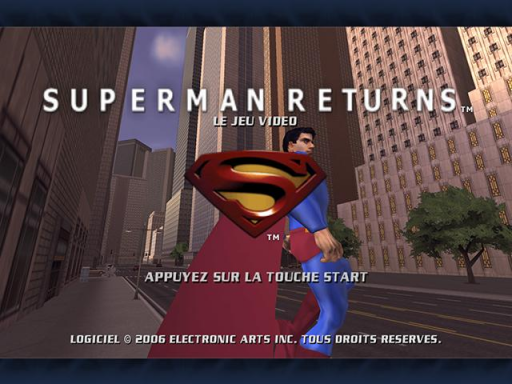 SUPERMAN RETURNS™
LE JEU VIDEO
S
™
APPUYEZ SUR LA TOUCHE START
LOGICIEL © 2006 ELECTRONIC ARTS INC. TOUS DROITS RESERVES.